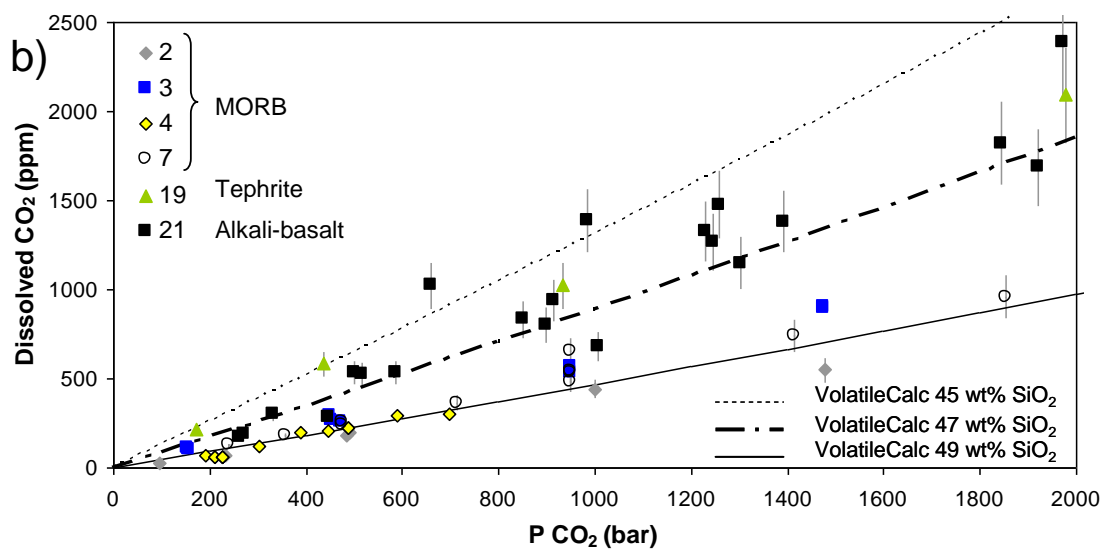 b)
2500
2000
1500
1000
500
0
Dissolved CO₂ (ppm)
2
3
4
7
MORB
19 Tephrite
21 Alkali-basalt
VolatileCalc 45 wt% SiO₂
VolatileCalc 47 wt% SiO₂
VolatileCalc 49 wt% SiO₂
0 200 400 600 800 1000 1200 1400 1600 1800 2000
P CO₂ (bar)